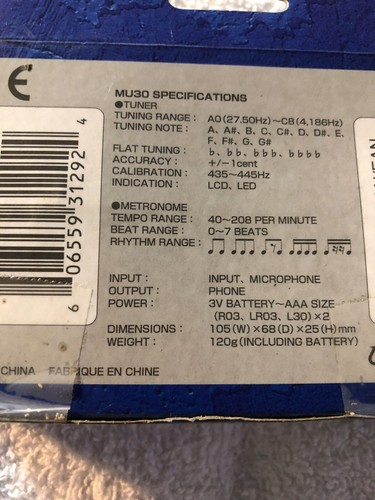 CE
MU30 SPECIFICATIONS
●TUNER
TUNING RANGE : A0 (27.50Hz)~C8 (4,186Hz)
TUNING NOTE : A, A#, B, C, C#, D, D#, E,
F, F#, G, G#
FLAT TUNING : ♭, ♭♭, ♭♭♭, ♭♭♭♭
ACCURACY : +/−1cent
CALIBRATION : 435~445Hz
INDICATION : LCD, LED
●METRONOME
TEMPO RANGE : 40~208 PER MINUTE
BEAT RANGE : 0~7 BEATS
RHYTHM RANGE :
INPUT : INPUT, MICROPHONE
OUTPUT : PHONE
POWER : 3V BATTERY~AAA SIZE
(R03, LR03, L30) ×2
DIMENSIONS : 105(W)×68(D)×25(H)mm
WEIGHT : 120g(INCLUDING BATTERY)
CHINA FABRIQUE EN CHINE
6 06559 31292 4